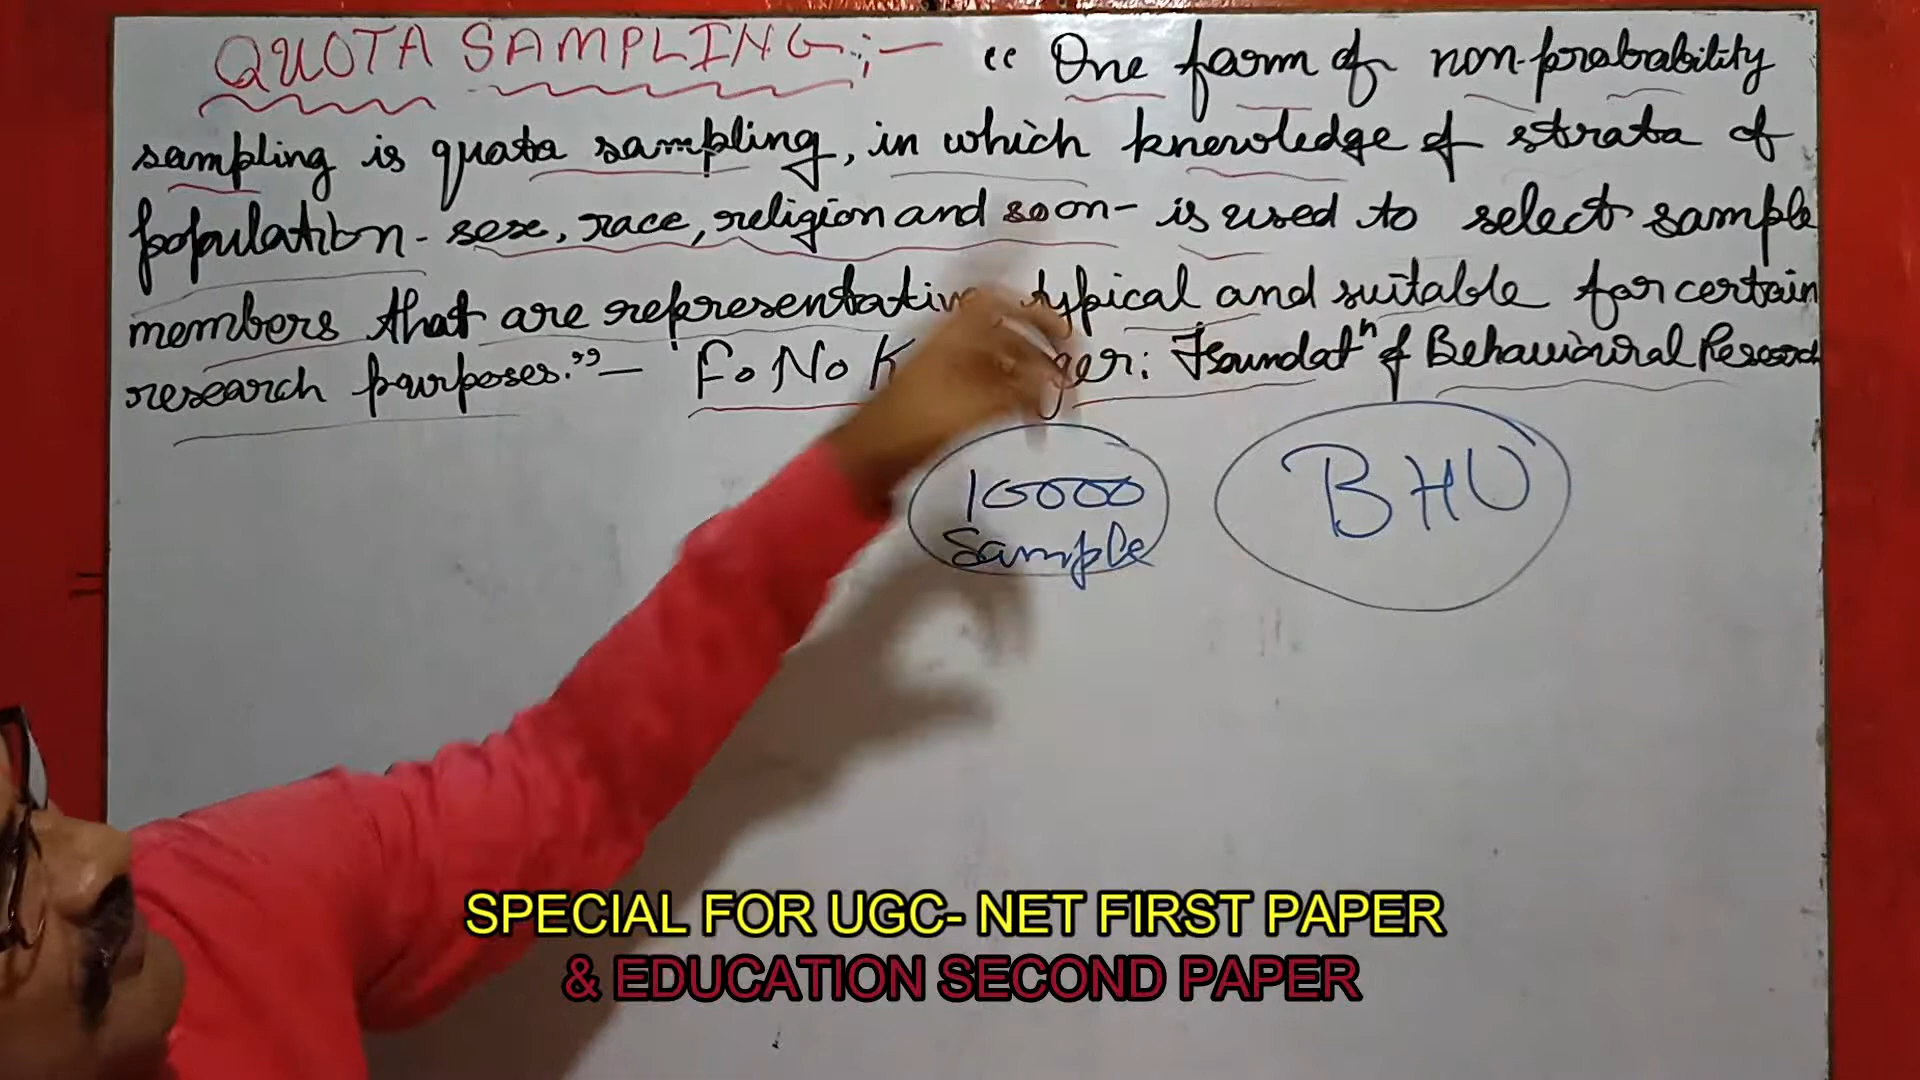 QUOTA SAMPLING:- "One form of non-probability
sampling is quota sampling, in which knowledge of strata of
population - sex, race, religion and so on - is used to select sample
members that are representative, typical and suitable for certain
research purposes." - F. N. ger: Foundatn of Behavioural Research
10000
Sample
BHU
SPECIAL FOR UGC- NET FIRST PAPER
& EDUCATION SECOND PAPER